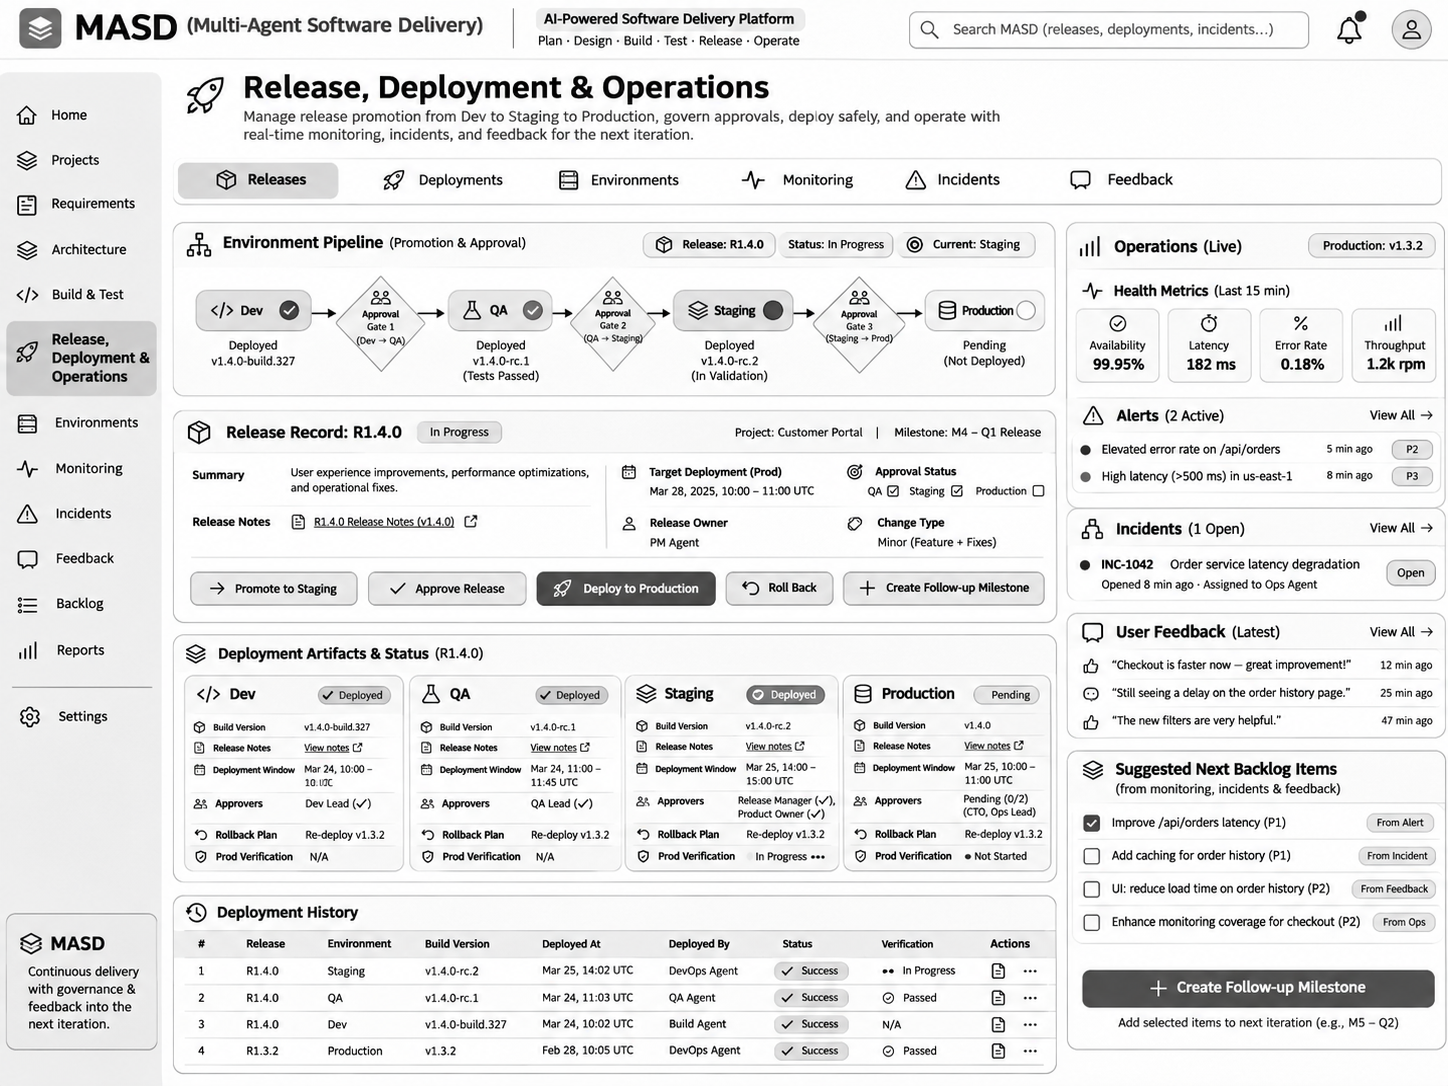 MASD (Multi-Agent Software Delivery)
AI-Powered Software Delivery Platform
Plan · Design · Build · Test · Release · Operate
Search MASD (releases, deployments, incidents...)
Home
Projects
Requirements
Architecture
Build & Test
Release,
Deployment &
Operations
Environments
Monitoring
Incidents
Feedback
Backlog
Reports
Settings
MASD
Continuous delivery
with governance &
feedback into the
next iteration.
Release, Deployment & Operations
Manage release promotion from Dev to Staging to Production, govern approvals, deploy safely, and operate with
real-time monitoring, incidents, and feedback for the next iteration.
Releases Deployments Environments Monitoring Incidents Feedback
Environment Pipeline (Promotion & Approval)
Release: R1.4.0 Status: In Progress Current: Staging
Dev
Deployed
v1.4.0-build.327
Approval
Gate 1
(Dev → QA)
QA
Deployed
v1.4.0-rc.1
(Tests Passed)
Approval
Gate 2
(QA → Staging)
Staging
Deployed
v1.4.0-rc.2
(In Validation)
Approval
Gate 3
(Staging → Prod)
Production
Pending
(Not Deployed)
Release Record: R1.4.0 In Progress
Project: Customer Portal | Milestone: M4 – Q1 Release
Summary
User experience improvements, performance optimizations,
and operational fixes.
Release Notes R1.4.0 Release Notes (v1.4.0)
Target Deployment (Prod)
Mar 28, 2025, 10:00 – 11:00 UTC
Release Owner
PM Agent
Approval Status
QA Staging Production
Change Type
Minor (Feature + Fixes)
Promote to Staging Approve Release Deploy to Production Roll Back Create Follow-up Milestone
Deployment Artifacts & Status (R1.4.0)
Dev Deployed
Build Version v1.4.0-build.327
Release Notes View notes
Deployment Window Mar 24, 10:00 –
Approvers Dev Lead (✓)
Rollback Plan Re-deploy v1.3.2
Prod Verification N/A
QA Deployed
Build Version v1.4.0-rc.1
Release Notes View notes
Deployment Window Mar 24, 11:00 –
11:45 UTC
Approvers QA Lead (✓)
Rollback Plan Re-deploy v1.3.2
Prod Verification N/A
Staging Deployed
Build Version v1.4.0-rc.2
Release Notes View notes
Deployment Window Mar 25, 14:00 –
15:00 UTC
Approvers Release Manager (✓),
Product Owner (✓)
Rollback Plan Re-deploy v1.3.2
Prod Verification In Progress •••
Production Pending
Build Version v1.4.0
Release Notes View notes
Deployment Window Mar 25, 10:00 –
11:00 UTC
Approvers Pending (0/2)
(CTO, Ops Lead)
Rollback Plan Re-deploy v1.3.2
Prod Verification Not Started
Deployment History
# Release Environment Build Version Deployed At Deployed By Status Verification Actions
1 R1.4.0 Staging v1.4.0-rc.2 Mar 25, 14:02 UTC DevOps Agent Success In Progress
2 R1.4.0 QA v1.4.0-rc.1 Mar 24, 11:03 UTC QA Agent Success Passed
3 R1.4.0 Dev v1.4.0-build.327 Mar 24, 10:02 UTC Build Agent Success N/A
4 R1.3.2 Production v1.3.2 Feb 28, 10:05 UTC DevOps Agent Success Passed
Operations (Live) Production: v1.3.2
Health Metrics (Last 15 min)
Availability
99.95%
Latency
182 ms
Error Rate
0.18%
Throughput
1.2k rpm
Alerts (2 Active) View All →
Elevated error rate on /api/orders 5 min ago P2
High latency (>500 ms) in us-east-1 8 min ago P3
Incidents (1 Open) View All →
INC-1042 Order service latency degradation
Opened 8 min ago · Assigned to Ops Agent
Open
User Feedback (Latest) View All →
“Checkout is faster now – great improvement!” 12 min ago
“Still seeing a delay on the order history page.” 25 min ago
“The new filters are very helpful.” 47 min ago
Suggested Next Backlog Items
(from monitoring, incidents & feedback)
Improve /api/orders latency (P1) From Alert
Add caching for order history (P1) From Incident
UI: reduce load time on order history (P2) From Feedback
Enhance monitoring coverage for checkout (P2) From Ops
Create Follow-up Milestone
Add selected items to next iteration (e.g., M5 – Q2)